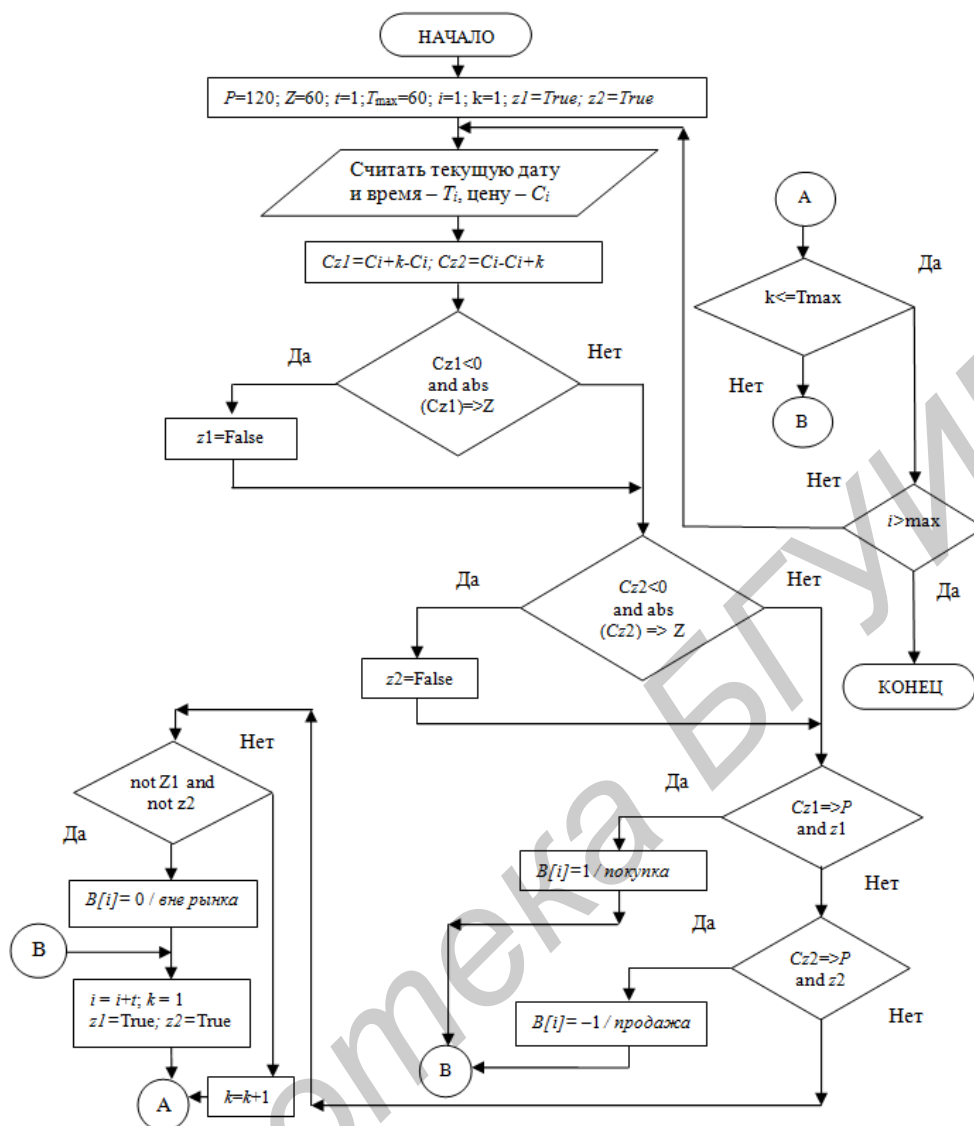 НАЧАЛО
P=120; Z=60; t=1;Tmax=60; i=1; k=1; z1=True; z2=True
Считать текущую дату
и время – Ti, цену – Ci
Cz1=Ci+k-Ci; Cz2=Ci-Ci+k
Да
Нет
Cz1<0
and abs
(Cz1)=>Z
z1=False
A
Да
k<=Tmax
Нет
B
Нет
i>max
Да
КОНЕЦ
Да
Нет
Cz2<0
and abs
(Cz2) => Z
z2=False
Нет
not Z1 and
not z2
Да
B[i]= 0 / вне рынка
B
i = i+t; k = 1
z1=True; z2=True
A
k=k+1
Да
Cz1=>P
and z1
B[i]=1 / покупка
Нет
Да
Cz2=>P
and z2
B[i]= –1 / продажа
Нет
B
отека БГУИ